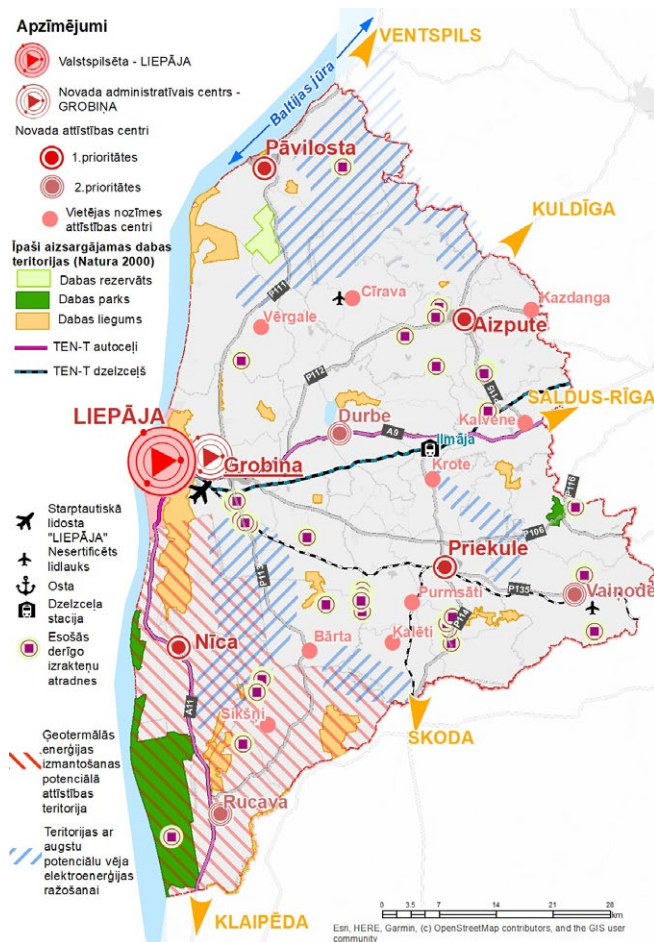 Apzīmējumi
Valstspilsēta - LIEPĀJA
Novada administratīvais centrs -
GROBIŅA
Novada attīstības centri
1.prioritātes
2.prioritātes
Vietējas nozīmes
attīstības centri
Īpaši aizsargājamas dabas
teritorijas (Natura 2000)
Dabas rezervāts
Dabas parks
Dabas liegums
TEN-T autoceļi
TEN-T dzelzceļš
Starptautiskā
lidosta
"LIEPĀJA"
Nesertificēts
lidlauks
Osta
Dzelzceļa
stacija
Esošās
derīgo
izrakteņu
atradnes
Ģeotermālās
enerģijas
izmantošanas
potenciālā
attīstības
teritorija
Teritorijas ar
augstu
potenciālu vēja
elektroenerģijas
ražošanai
VENTSPILS
Baltijas jūra
Pāvilosta
KULDĪGA
P111
Cīrava
Kazdanga
Vērgale
Aizpute
P112
P115
SALDUS-RĪGA
LIEPĀJA
Durbe
Kalvene
A9
Ilmāja
Grobiņa
Krote
P116
P106
P113
Priekule
Vaiņode
P135
Purmsāti
P114
Nīca
Bārta
Kalēti
A11
Sikšņi
SKODA
Rucava
KLAIPĒDA
0 3.5 7 14 21 28
km
Esri, HERE, Garmin, (c) OpenStreetMap contributors, and the GIS user
community